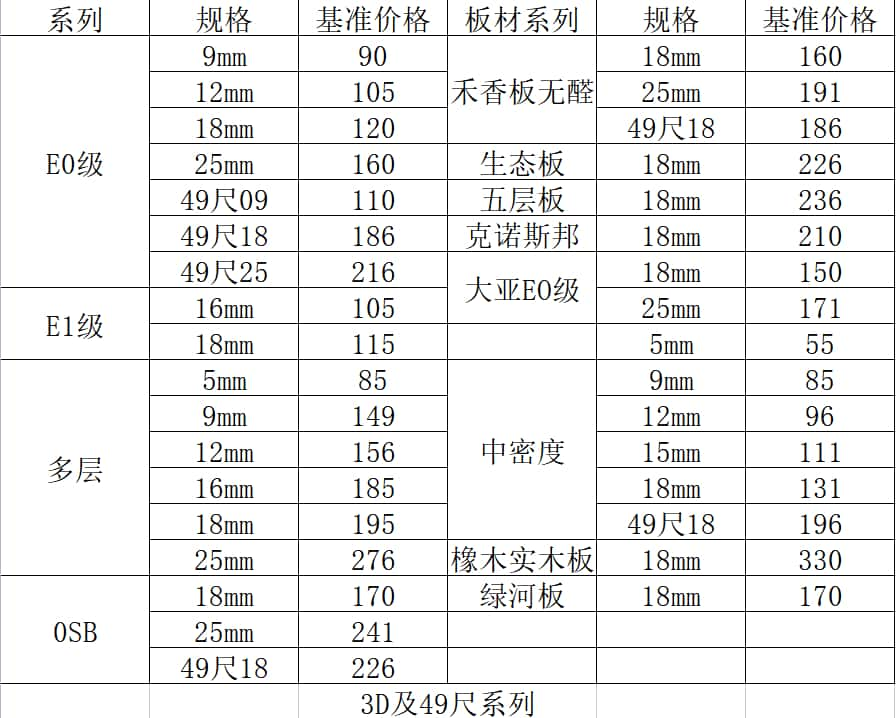 系列 规格 基准价格 板材系列 规格 基准价格
9mm 90 18mm 160
12mm 105 禾香板无醛 25mm 191
18mm 120 49尺18 186
E0级 25mm 160 生态板 18mm 226
49尺09 110 五层板 18mm 236
49尺18 186 克诺斯邦 18mm 210
49尺25 216 大亚E0级 18mm 150
E1级 16mm 105 25mm 171
18mm 115 5mm 55
5mm 85 9mm 85
9mm 149 12mm 96
多层 12mm 156 中密度 15mm 111
16mm 185 18mm 131
18mm 195 49尺18 196
25mm 276 橡木实木板 18mm 330
18mm 170 绿河板 18mm 170
OSB 25mm 241
49尺18 226
3D及49尺系列